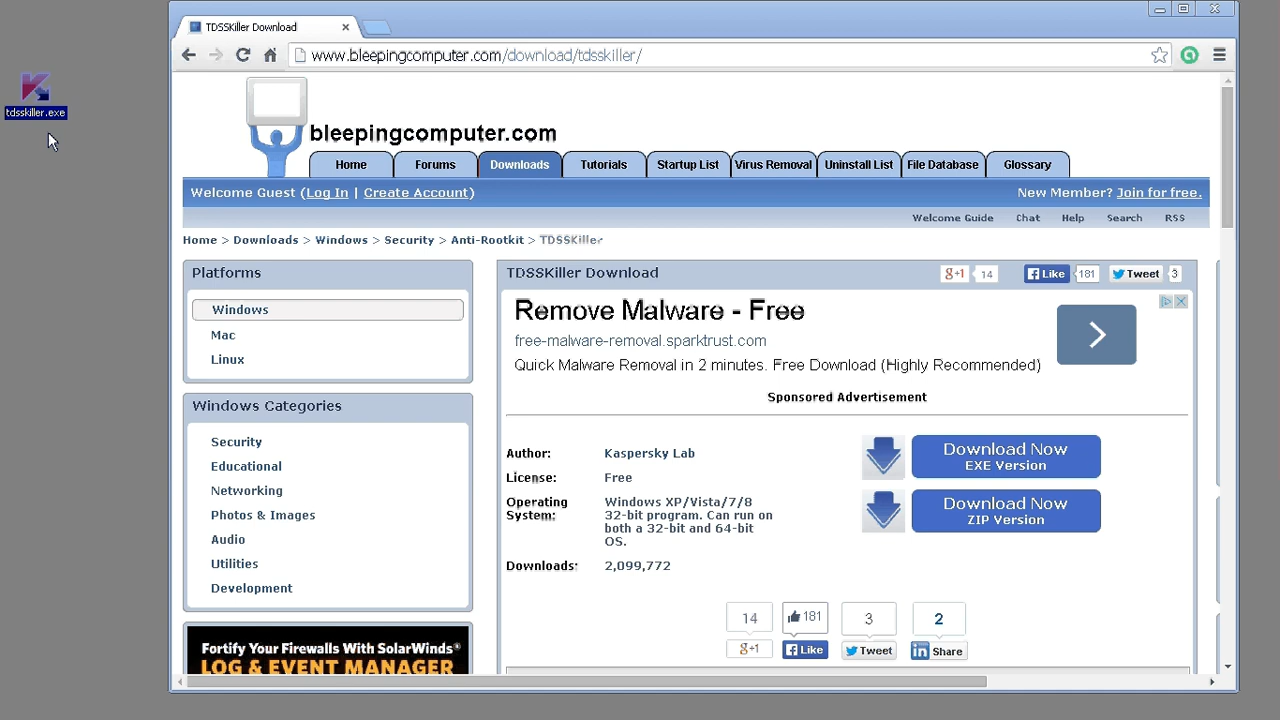 TDSSKiller Download
www.bleepingcomputer.com/download/tdsskiller/
tdsskiller.exe
bleepingcomputer.com
Home
Forums
Downloads
Tutorials
Startup List
Virus Removal
Uninstall List
File Database
Glossary
Welcome Guest (Log In | Create Account)
New Member? Join for free.
Welcome Guide
Chat
Help
Search
RSS
Home > Downloads > Windows > Security > Anti-Rootkit > TDSSKiller
Platforms
Windows
Mac
Linux
Windows Categories
Security
Educational
Networking
Photos & Images
Audio
Utilities
Development
Fortify Your Firewalls With SolarWinds
LOG & EVENT MANAGER
TDSSKiller Download
g+1 14
Like 181
Tweet 3
Remove Malware - Free
free-malware-removal.sparktrust.com
Quick Malware Removal in 2 minutes. Free Download (Highly Recommended)
Sponsored Advertisement
Author: Kaspersky Lab
License: Free
Operating Windows XP/Vista/7/8
System: 32-bit program. Can run on
both a 32-bit and 64-bit
OS.
Downloads: 2,099,772
Download Now
EXE Version
Download Now
ZIP Version
14 181 3 2
g+1 Like Tweet in Share